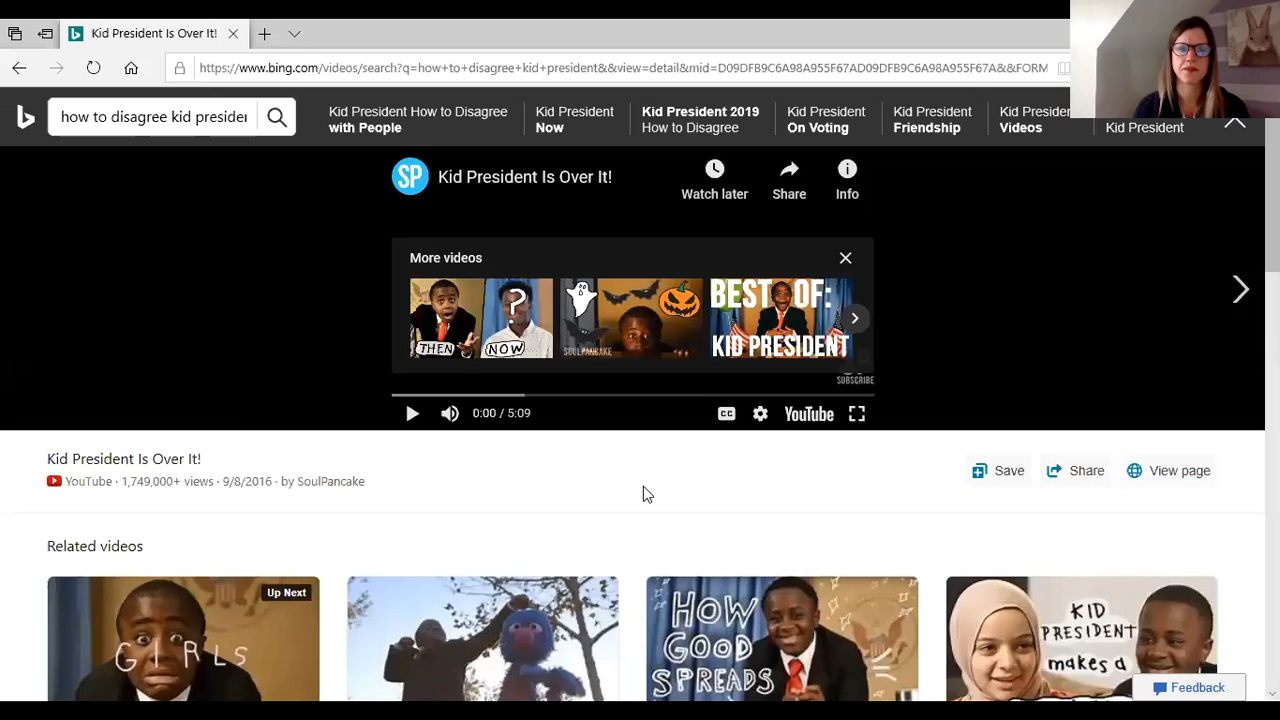 Kid President Is Over It!
https://www.bing.com/videos/search?q=how+to+disagree+kid+president&&view=detail&mid=D09DFB9C6A98A955F67AD09DFB9C6A98A955F67A&&FORM
how to disagree kid presider
Kid President How to Disagree
with People
Kid President
Now
Kid President 2019
How to Disagree
Kid President
On Voting
Kid President
Friendship
Kid Preside
Videos
Kid President
SP
Kid President Is Over It!
Watch later
Share
Info
More videos
THEN
NOW
?
SOULPANCAKE
BEST OF:
KID PRESIDENT
SUBSCRIBE
0:00 / 5:09
CC
YouTube
Kid President Is Over It!
YouTube · 1,749,000+ views · 9/8/2016 · by SoulPancake
Save
Share
View page
Related videos
Up Next
GIRLS
HOW
GOOD
SPREADS
KID
PRESIDENT
makes a
Feedback